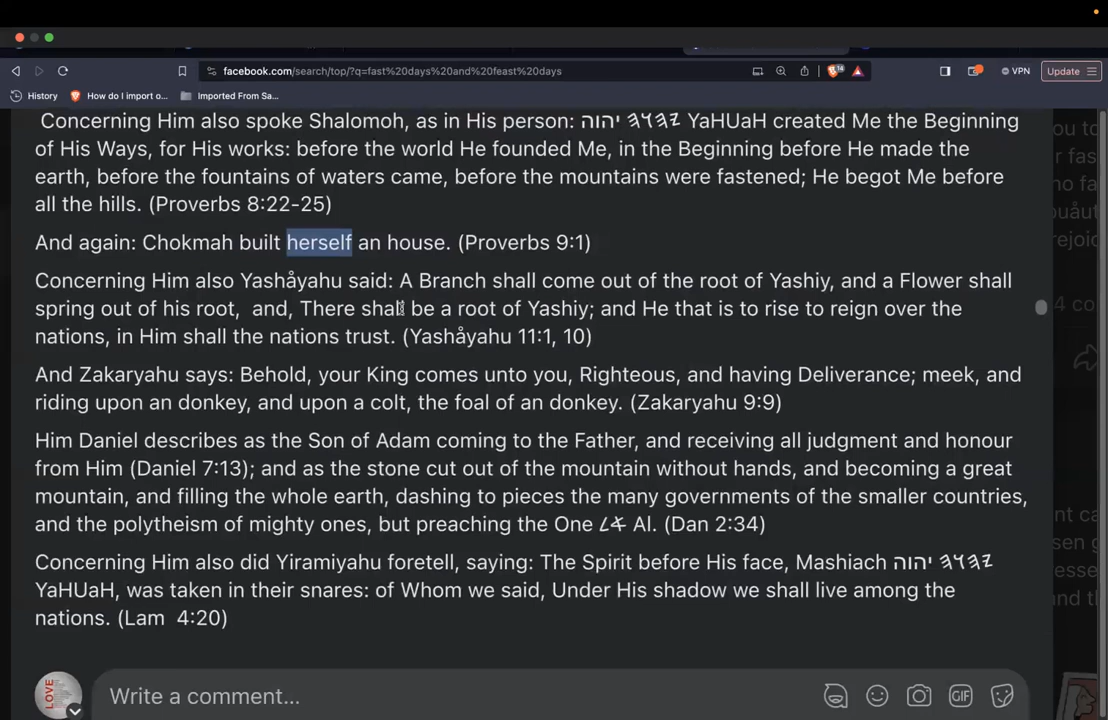 facebook.com/search/top/?q=fast%20days%20and%20feast%20days
14
VPN
Update
History
How do I import o...
Imported From Sa...
Concerning Him also spoke Shalomoh, as in His person: יהוה 𐤉𐤄𐤅𐤄 YaHUaH created Me the Beginning
of His Ways, for His works: before the world He founded Me, in the Beginning before He made the
earth, before the fountains of waters came, before the mountains were fastened; He begot Me before
all the hills. (Proverbs 8:22-25)
And again: Chokmah built herself an house. (Proverbs 9:1)
Concerning Him also Yashåyahu said: A Branch shall come out of the root of Yashiy, and a Flower shall
spring out of his root, and, There shall be a root of Yashiy; and He that is to rise to reign over the
nations, in Him shall the nations trust. (Yashåyahu 11:1, 10)
And Zakaryahu says: Behold, your King comes unto you, Righteous, and having Deliverance; meek, and
riding upon an donkey, and upon a colt, the foal of an donkey. (Zakaryahu 9:9)
Him Daniel describes as the Son of Adam coming to the Father, and receiving all judgment and honour
from Him (Daniel 7:13); and as the stone cut out of the mountain without hands, and becoming a great
mountain, and filling the whole earth, dashing to pieces the many governments of the smaller countries,
and the polytheism of mighty ones, but preaching the One 𐤀𐤋 Al. (Dan 2:34)
Concerning Him also did Yiramiyahu foretell, saying: The Spirit before His face, Mashiach יהוה 𐤉𐤄𐤅𐤄
YaHUaH, was taken in their snares: of Whom we said, Under His shadow we shall live among the
nations. (Lam 4:20)
LOVE
Write a comment...
GIF